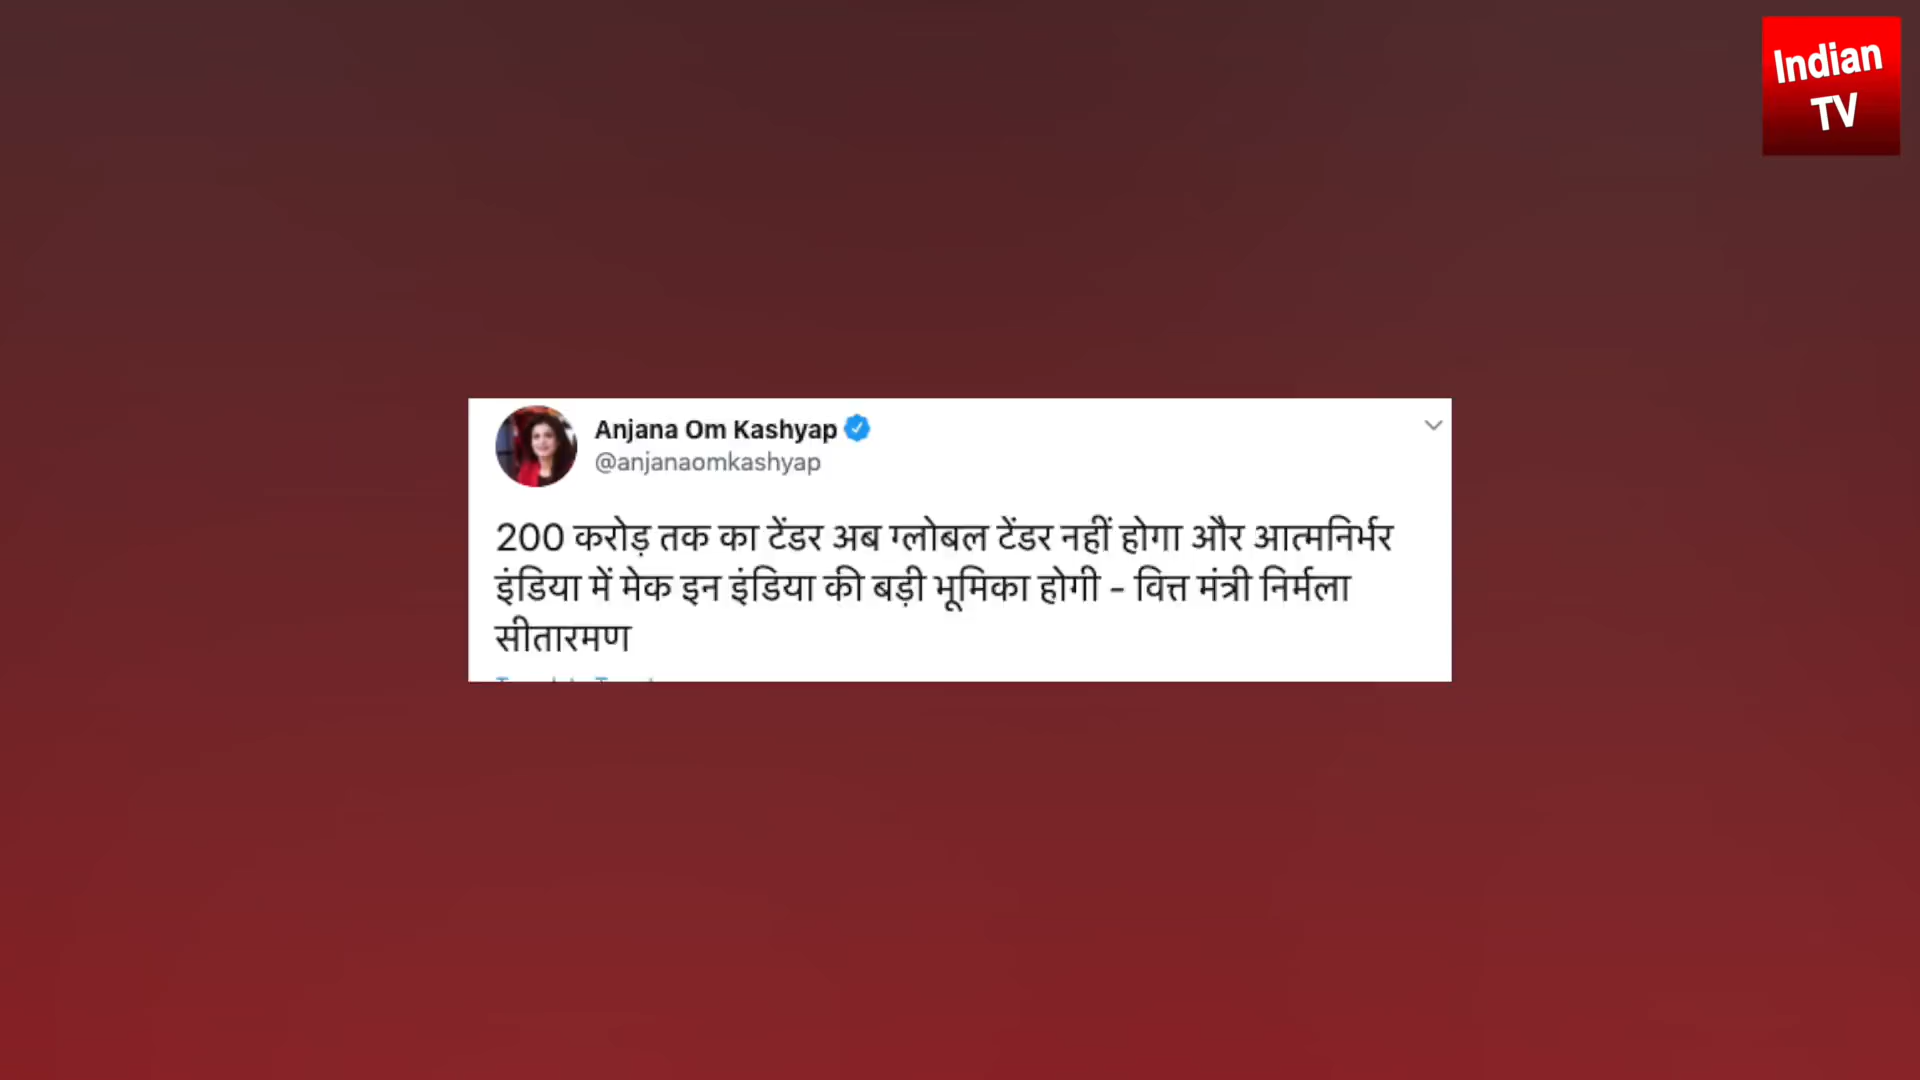 Indian
TV
Anjana Om Kashyap
@anjanaomkashyap
200 करोड़ तक का टेंडर अब ग्लोबल टेंडर नहीं होगा और आत्मनिर्भर
इंडिया में मेक इन इंडिया की बड़ी भूमिका होगी - वित्त मंत्री निर्मला
सीतारमण